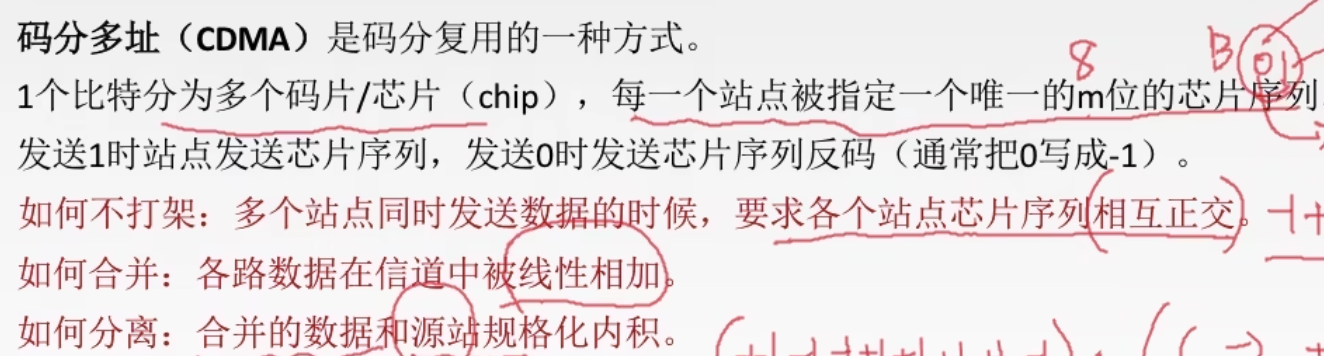 码分多址（CDMA）是码分复用的一种方式。
8 B
1个比特分为多个码片/芯片（chip），每一个站点被指定一个唯一的m位的芯片序列
发送1时站点发送芯片序列，发送0时发送芯片序列反码（通常把0写成-1）。
如何不打架：多个站点同时发送数据的时候，要求各个站点芯片序列相互正交。
如何合并：各路数据在信道中被线性相加。
如何分离：合并的数据和源站规格化内积。